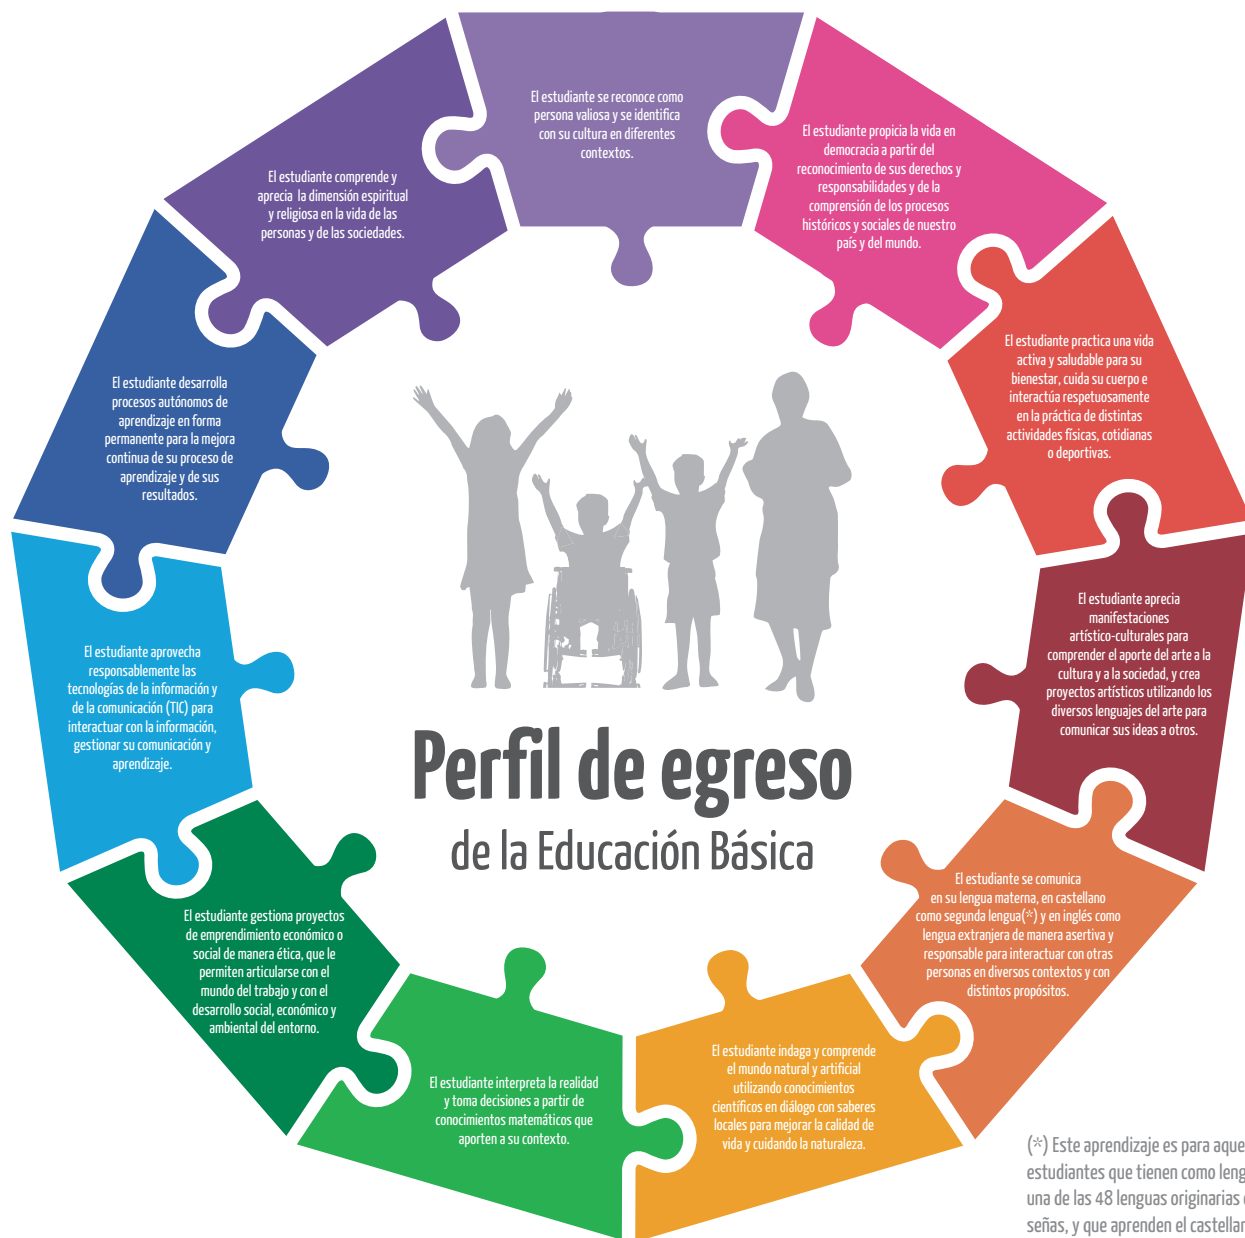 El estudiante se reconoce como
persona valiosa y se identifica
con su cultura en diferentes
contextos.
El estudiante propicia la vida en
democracia a partir del
reconocimiento de sus derechos y
responsabilidades y de la
comprensión de los procesos
históricos y sociales de nuestro
país y del mundo.
El estudiante practica una vida
activa y saludable para su
bienestar, cuida su cuerpo e
interactúa respetuosamente
en la práctica de distintas
actividades físicas, cotidianas
o deportivas.
El estudiante aprecia
manifestaciones
artístico-culturales para
comprender el aporte del arte a la
cultura y a la sociedad, y crea
proyectos artísticos utilizando los
diversos lenguajes del arte para
comunicar sus ideas a otros.
El estudiante se comunica
en su lengua materna, en castellano
como segunda lengua(*) y en inglés como
lengua extranjera de manera asertiva y
responsable para interactuar con otras
personas en diversos contextos y con
distintos propósitos.
El estudiante indaga y comprende
el mundo natural y artificial
utilizando conocimientos
científicos en diálogo con saberes
locales para mejorar la calidad de
vida y cuidando la naturaleza.
El estudiante interpreta la realidad
y toma decisiones a partir de
conocimientos matemáticos que
aporten a su contexto.
El estudiante gestiona proyectos
de emprendimiento económico o
social de manera ética, que le
permiten articularse con el
mundo del trabajo y con el
desarrollo social, económico y
ambiental del entorno.
El estudiante aprovecha
responsablemente las
tecnologías de la información y
de la comunicación (TIC) para
interactuar con la información,
gestionar su comunicación y
aprendizaje.
El estudiante desarrolla
procesos autónomos de
aprendizaje en forma
permanente para la mejora
continua de su proceso de
aprendizaje y de sus
resultados.
El estudiante comprende y
aprecia la dimensión espiritual
y religiosa en la vida de las
personas y de las sociedades.
Perfil de egreso
de la Educación Básica
(*) Este aprendizaje es para
estudiantes que tienen como
una de las 48 lenguas originarias
señas, y que aprenden el